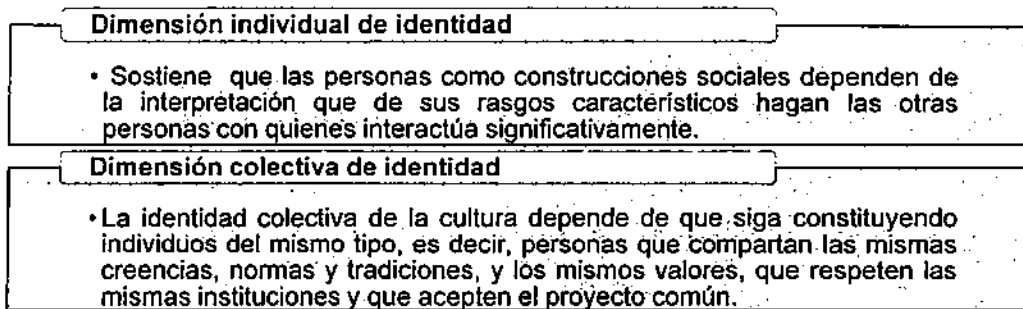 Dimensión individual de identidad
• Sostiene que las personas como construcciones sociales dependen de
la interpretación que de sus rasgos característicos hagan las otras
personas con quienes interactúa significativamente.
Dimensión colectiva de identidad
• La identidad colectiva de la cultura depende de que siga constituyendo
individuos del mismo tipo, es decir, personas que compartan las mismas
creencias, normas y tradiciones, y los mismos valores, que respeten las
mismas instituciones y que acepten el proyecto común.